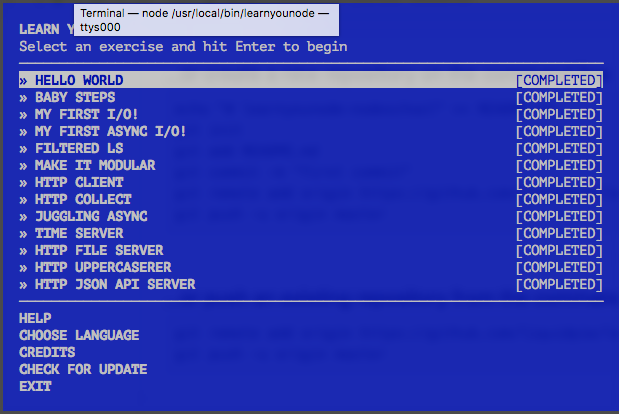 Terminal — node /usr/local/bin/learnyounode —
ttys000
LEARN Y
Select an exercise and hit Enter to begin
» HELLO WORLD [COMPLETED]
» BABY STEPS [COMPLETED]
» MY FIRST I/O! [COMPLETED]
» MY FIRST ASYNC I/O! [COMPLETED]
» FILTERED LS [COMPLETED]
» MAKE IT MODULAR [COMPLETED]
» HTTP CLIENT [COMPLETED]
» HTTP COLLECT [COMPLETED]
» JUGGLING ASYNC [COMPLETED]
» TIME SERVER [COMPLETED]
» HTTP FILE SERVER [COMPLETED]
» HTTP UPPERCASERER [COMPLETED]
» HTTP JSON API SERVER [COMPLETED]
HELP
CHOOSE LANGUAGE
CREDITS
CHECK FOR UPDATE
EXIT